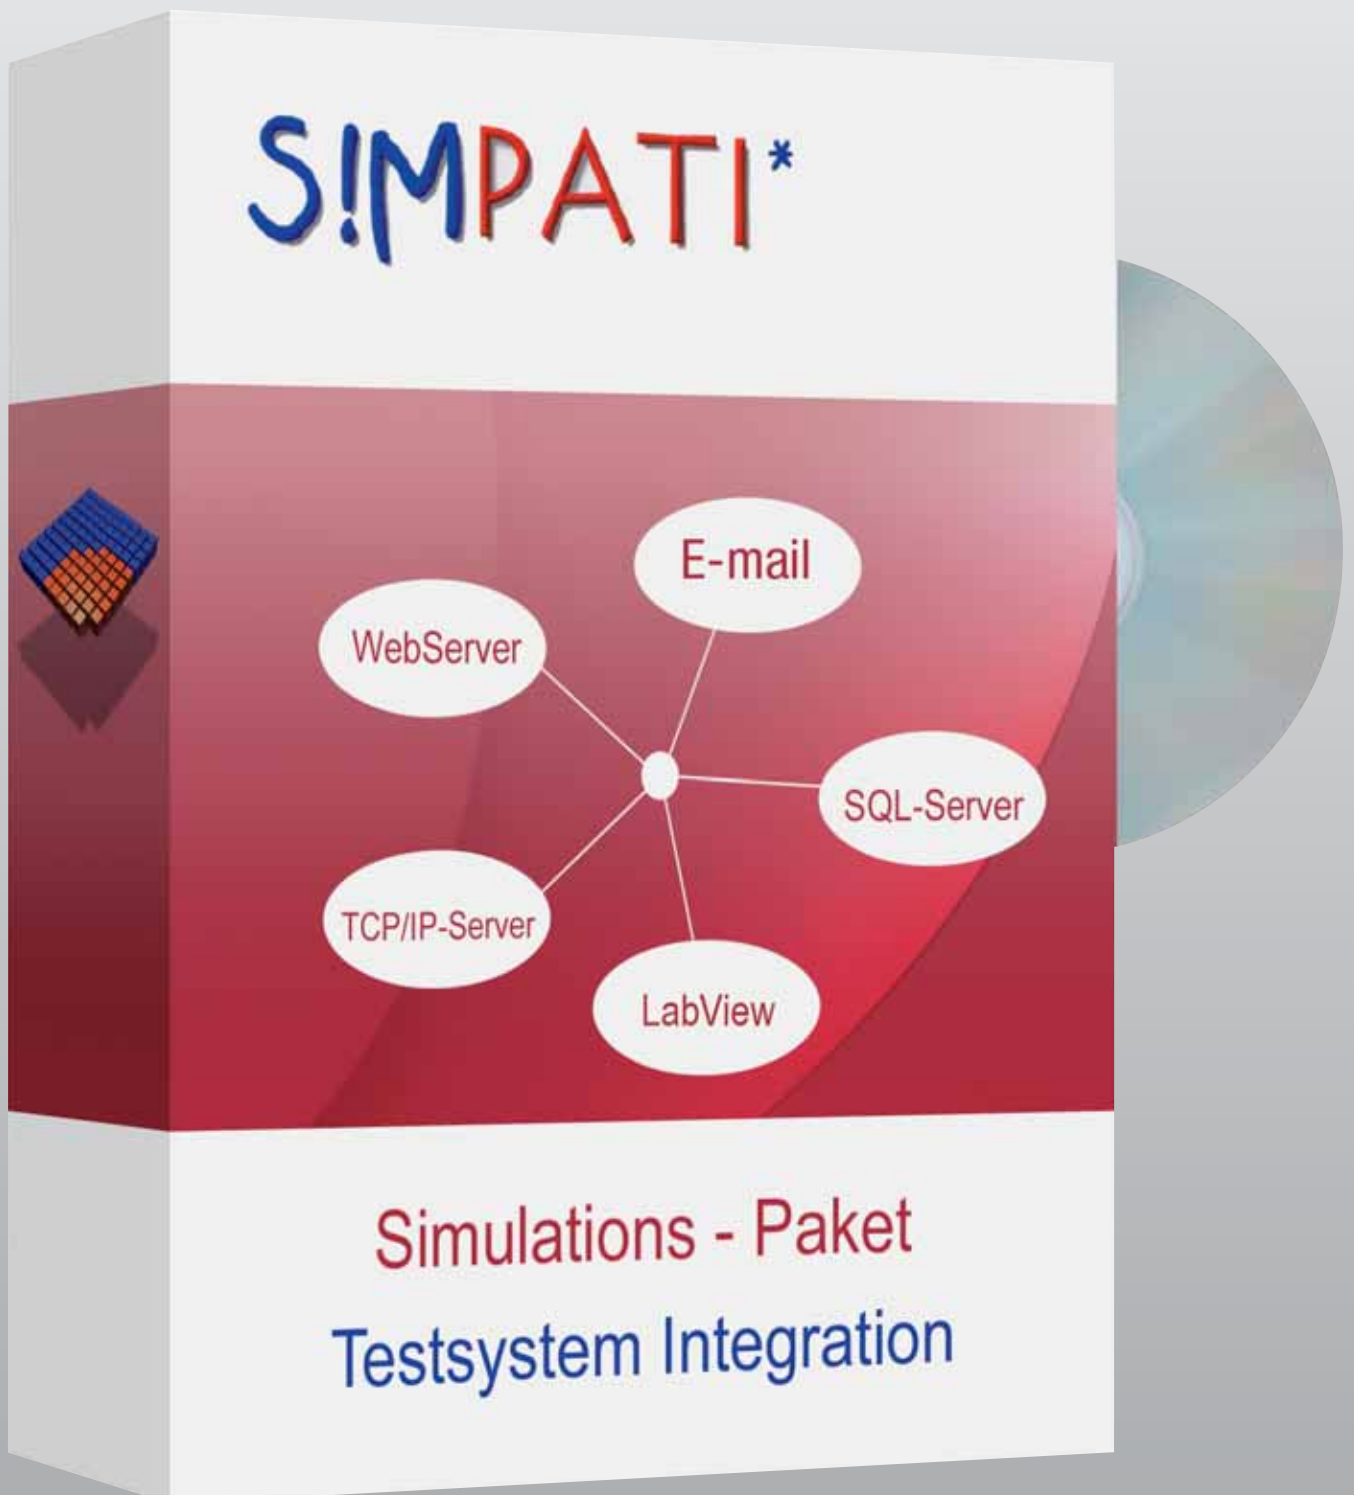 S!MPATI*
E-mail
WebServer
SQL-Server
TCP/IP-Server
LabView
Simulations - Paket
Testsystem Integration